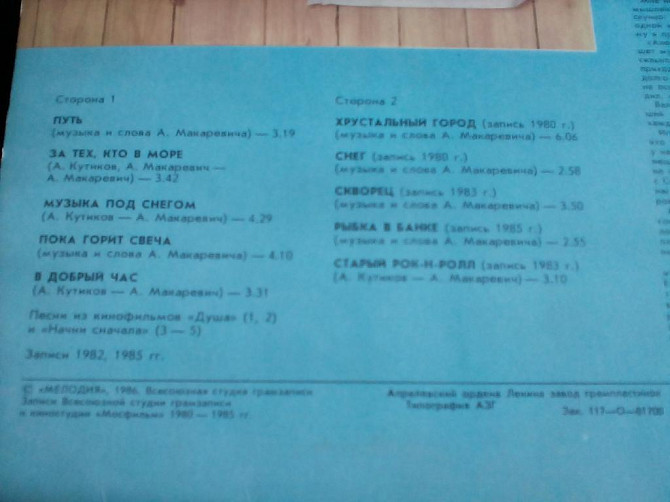 Сторона 1
ПУТЬ
(музыка и слова А. Макаревича) — 3.19
ЗА ТЕХ, КТО В МОРЕ
(А. Кутиков, А. Макаревич —
А. Макаревич) — 3.42
МУЗЫКА ПОД СНЕГОМ
(А. Кутиков — А. Макаревич) — 4.29
ПОКА ГОРИТ СВЕЧА
(музыка и слова А. Макаревича) — 4.10
В ДОБРЫЙ ЧАС
(А. Кутиков — А. Макаревич) — 3.31
Песни из кинофильмов «Душа» (1, 2)
и «Начни сначала» (3 — 5)
Записи 1982, 1985 гг.
Сторона 2
ХРУСТАЛЬНЫЙ ГОРОД (запись 1980 г.)
(музыка и слова А. Макаревича) — 6.06
СНЕГ (запись 1980 г.)
(музыка и слова А. Макаревича) — 2.58
СКВОРЕЦ (запись 1983 г.)
(музыка и слова А. Макаревича) — 3.50
РЫБКА В БАНКЕ (запись 1985 г.)
(музыка и слова А. Макаревича) — 2.55
СТАРЫЙ РОК-Н-РОЛЛ (запись 1983 г.)
(А. Кутиков — А. Макаревич) — 3.10
© «МЕЛОДИЯ», 1986. Всесоюзная студия грамзаписи
Записи Всесоюзной студии грамзаписи
и киностудии «Мосфильм» 1980 — 1985 гг.
Апрелевский ордена Ленина завод грампластинок
Типография АЗГ
Зак. 117—О—81700